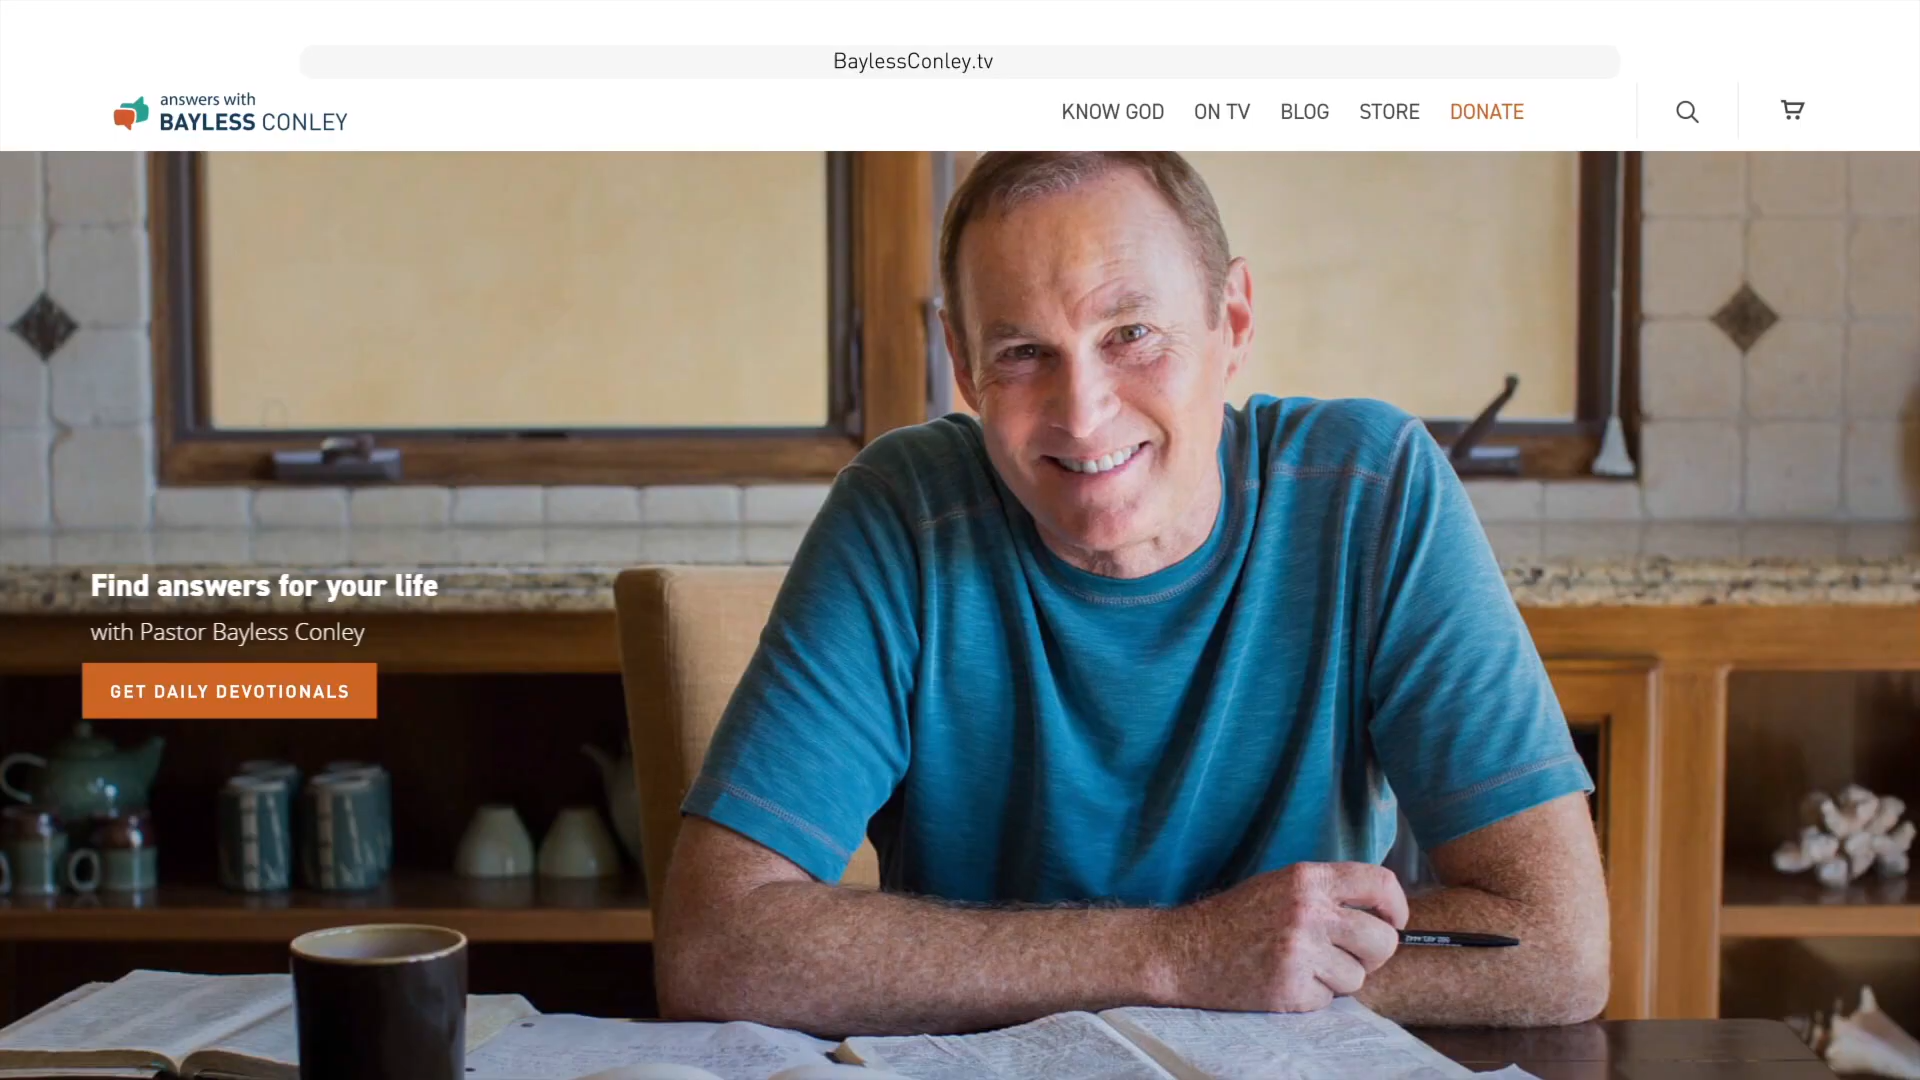 BaylessConley.tv
answers with
BAYLESS CONLEY
KNOW GOD ON TV BLOG STORE DONATE
Find answers for your life
with Pastor Bayless Conley
GET DAILY DEVOTIONALS